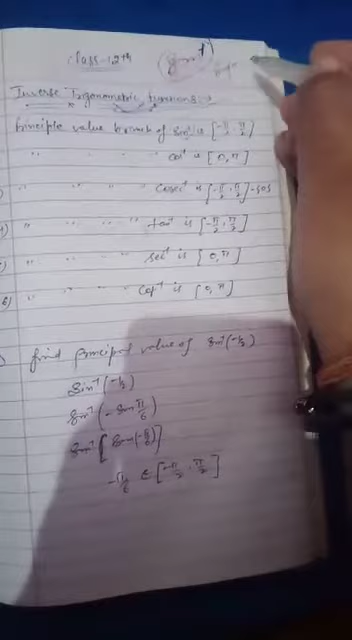 Class-12th
(Sin⁻¹)
Inverse Trigonometric functions :→
principle value branch of Sin⁻¹ is [-π/2, π/2]
" " " " cos⁻¹ is [0, π]
" " " " Cosec⁻¹ is [-π/2, π/2] - {0}
" " " " tan⁻¹ is [-π/2, π/2]
" " " " sec⁻¹ is [0, π]
6) " " " " Cot⁻¹ is [0, π]
find principal value of Sin⁻¹(-1/2)
Sin⁻¹(-1/2)
Sin⁻¹(-Sin π/6)
Sin⁻¹[Sin(-π/6)]
-π/6 ∈ [-π/2, π/2]